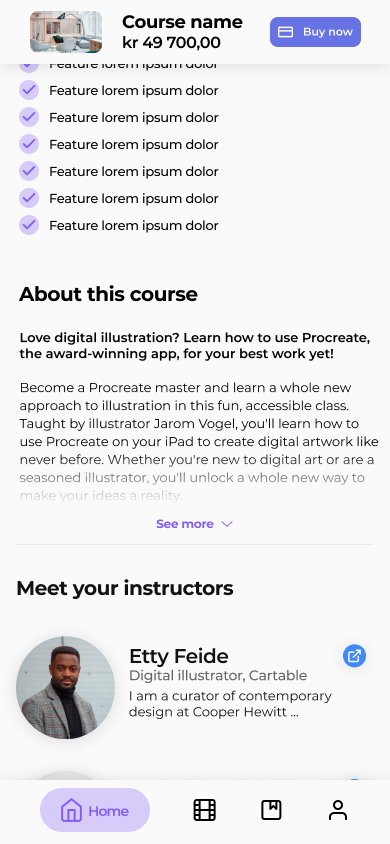 Course name
kr 49 700,00
Buy now
Feature lorem ipsum dolor
Feature lorem ipsum dolor
Feature lorem ipsum dolor
Feature lorem ipsum dolor
Feature lorem ipsum dolor
Feature lorem ipsum dolor
Feature lorem ipsum dolor
About this course
Love digital illustration? Learn how to use Procreate,
the award-winning app, for your best work yet!
Become a Procreate master and learn a whole new
approach to illustration in this fun, accessible class.
Taught by illustrator Jarom Vogel, you'll learn how to
use Procreate on your iPad to create digital artwork like
never before. Whether you're new to digital art or are a
seasoned illustrator, you'll unlock a whole new way to
make your ideas a reality.
See more
Meet your instructors
Etty Feide
Digital illustrator, Cartable
I am a curator of contemporary
design at Cooper Hewitt ...
Home